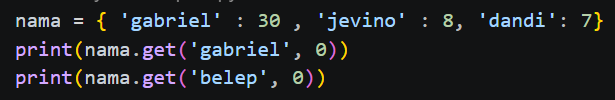 nama = { 'gabriel' : 30 , 'jevino' : 8, 'dandi': 7}
print(nama.get('gabriel', 0))
print(nama.get('belep', 0))